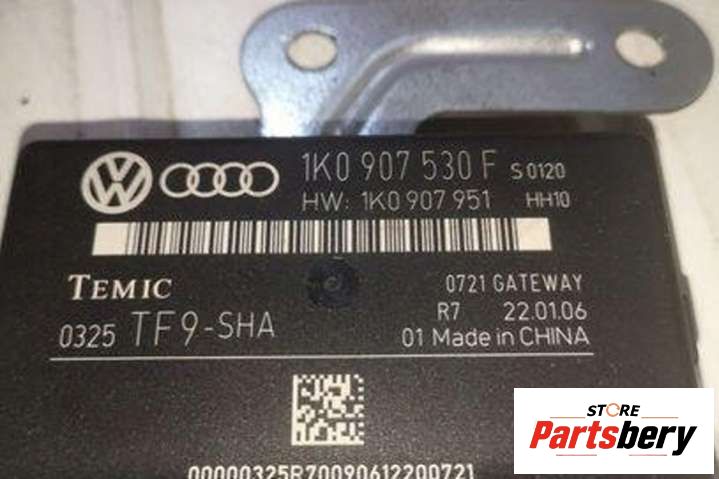 1K0 907 530 F S 0120
HW: 1K0 907 951 HH10
TEMIC
0721 GATEWAY
R7 22.01.06
0325 TF9-SHA
01 Made in CHINA
00000325R70090612200721
STORE
Partsbery